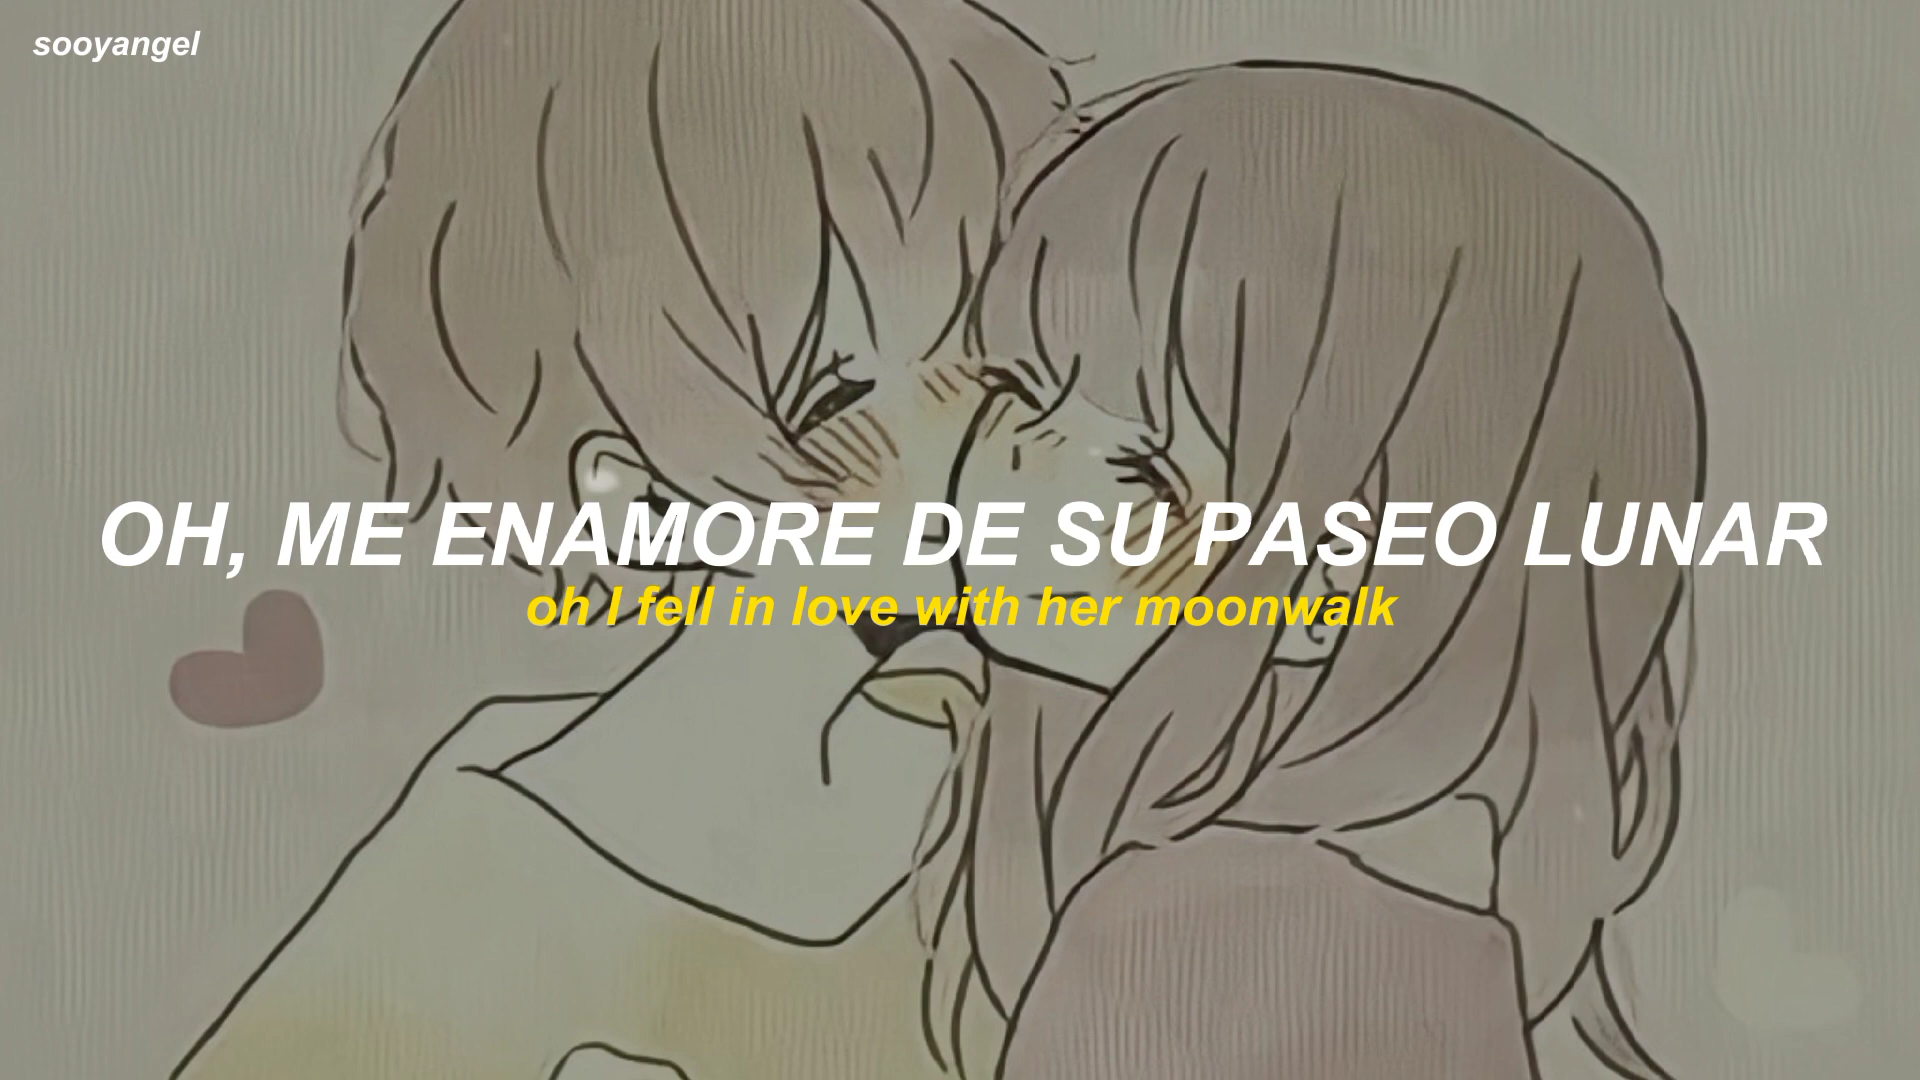 sooyangel
OH, ME ENAMORE DE SU PASEO LUNAR
oh I fell in love with her moonwalk